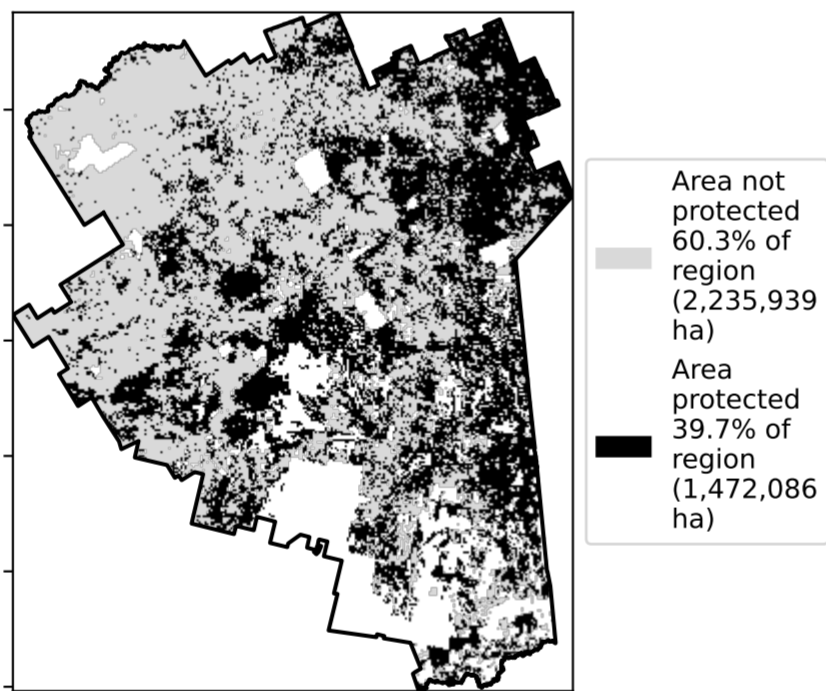 Area not
protected
60.3% of
region
(2,235,939
ha)
Area
protected
39.7% of
region
(1,472,086
ha)